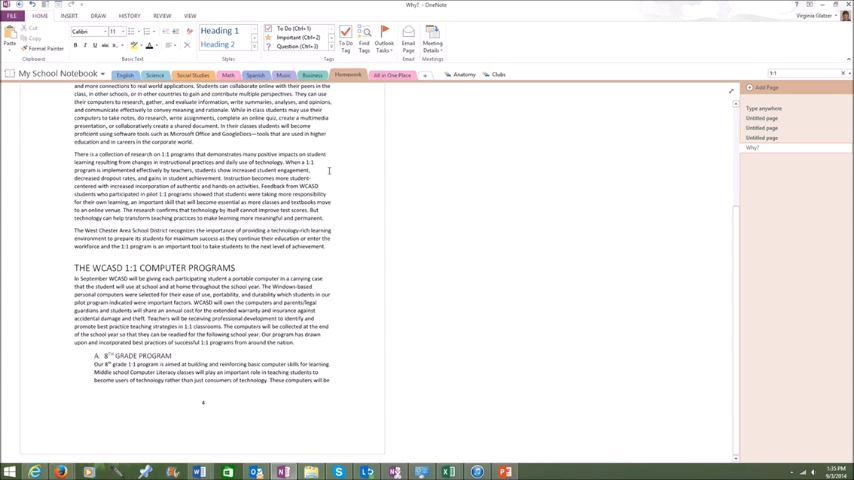 Why? - OneNote
FILE HOME INSERT DRAW HISTORY REVIEW VIEW
Virginia Glatzer
Paste
Cut
Copy
Format Painter
Clipboard
Calibri 11
B I U
Basic Text
Heading 1
Heading 2
Styles
To Do (Ctrl+1)
Important (Ctrl+2)
Question (Ctrl+3)
To Do Tag
Find Tags
Outlook Tasks
Tags
Email Page
Email
Meeting Details
Meetings
My School Notebook
English Science Social Studies Math Spanish Music Business Homework All in One Place + Anatomy Clubs
1:1
and more connections to real world applications. Students can collaborate online with their peers in the
class, in other schools, or in other countries to gain and contribute multiple perspectives. They can use
their computers to research, gather, and evaluate information, write summaries, analyses, and opinions,
and communicate effectively to convey meaning and rationale. While in class students may use their
computers to take notes, do research, write assignments, complete an online quiz, create a multimedia
presentation, or collaboratively create a shared document. In their classes students will become
proficient using software tools such as Microsoft Office and GoogleDocs—tools that are used in higher
education and in careers in the corporate world.
There is a collection of research on 1:1 programs that demonstrates many positive impacts on student
learning resulting from changes in instructional practices and daily use of technology. When a 1:1
program is implemented effectively by teachers, students show increased student engagement,
decreased dropout rates, and gains in student achievement. Instruction becomes more student-
centered with increased incorporation of authentic and hands-on activities. Feedback from WCASD
students who participated in pilot 1:1 programs showed that students were taking more responsibility
for their own learning, an important skill that will become essential as more classes and textbooks move
to an online venue. The research confirms that technology by itself cannot improve test scores. But
technology can help transform teaching practices to make learning more meaningful and permanent.
The West Chester Area School District recognizes the importance of providing a technology-rich learning
environment to prepare its students for maximum success as they continue their education or enter the
workforce and the 1:1 program is an important tool to take students to the next level of achievement.
THE WCASD 1:1 COMPUTER PROGRAMS
In September WCASD will be giving each participating student a portable computer in a carrying case
that the student will use at school and at home throughout the school year. The Windows-based
personal computers were selected for their ease of use, portability, and durability which students in our
pilot program indicated were important factors. WCASD will own the computers and parents/legal
guardians and students will share an annual cost for the extended warranty and insurance against
accidental damage and theft. Teachers will be receiving professional development to identify and
promote best practice teaching strategies in 1:1 classrooms. The computers will be collected at the end
of the school year so that they can be readied for the following school year. Our program has drawn
upon and incorporated best practices of successful 1:1 programs from around the nation.
A. 8TH GRADE PROGRAM
Our 8th grade 1:1 program is aimed at building and reinforcing basic computer skills for learning.
Middle school Computer Literacy classes will play an important role in teaching students to
become users of technology rather than just consumers of technology. These computers will be
4
Add Page
Type anywhere
Untitled page
Untitled page
Untitled page
Why?
1:35 PM
9/3/2014